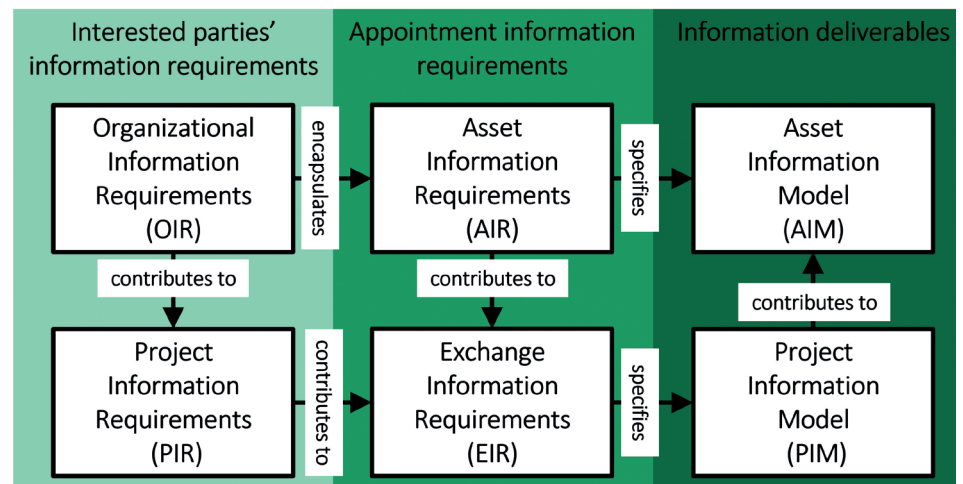 Interested parties’
information requirements
Appointment information
requirements
Information deliverables
Organizational
Information
Requirements
(OIR)
encapsulates
Asset
Information
Requirements
(AIR)
specifies
Asset
Information
Model
(AIM)
contributes to
contributes to
contributes to
Project
Information
Requirements
(PIR)
contributes to
Exchange
Information
Requirements
(EIR)
specifies
Project
Information
Model
(PIM)